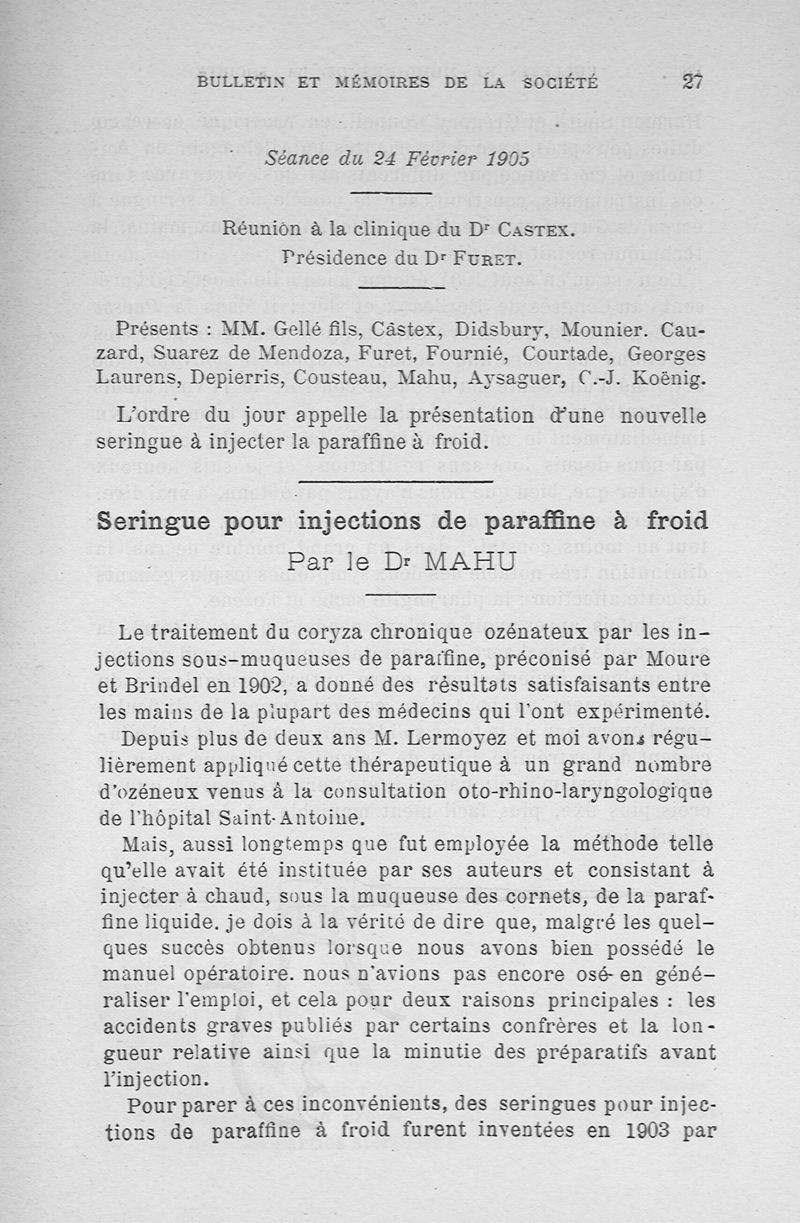 BULLETIN ET MÉMOIRES DE LA SOCIÉTÉ 27
Séance du 24 Février 1905
Réunion à la clinique du Dr CASTEX.
Présidence du Dr FURET.
Présents : MM. Gellé fils, Castex, Didsbury, Mounier. Cau-
zard, Suarez de Mendoza, Furet, Fournié, Courtade, Georges
Laurens, Depierris, Cousteau, Mahu, Aysaguer, C.-J. Koënig.
L'ordre du jour appelle la présentation d'une nouvelle
seringue à injecter la paraffine à froid.
Seringue pour injections de paraffine à froid
Par le Dr MAHU
Le traitement du coryza chronique ozénateux par les in-
jections sous-muqueuses de paraffine, préconisé par Moure
et Brindel en 1902, a donné des résultats satisfaisants entre
les mains de la plupart des médecins qui l'ont expérimenté.
Depuis plus de deux ans M. Lermoyez et moi avons régu-
lièrement appliqué cette thérapeutique à un grand nombre
d'ozéneux venus à la consultation oto-rhino-laryngologique
de l'hôpital Saint-Antoine.
Mais, aussi longtemps que fut employée la méthode telle
qu'elle avait été instituée par ses auteurs et consistant à
injecter à chaud, sous la muqueuse des cornets, de la paraf-
fine liquide. je dois à la vérité de dire que, malgré les quel-
ques succès obtenus lorsque nous avons bien possédé le
manuel opératoire. nous n'avions pas encore osé en géné-
raliser l'emploi, et cela pour deux raisons principales : les
accidents graves publiés par certains confrères et la lon-
gueur relative ainsi que la minutie des préparatifs avant
l'injection.
Pour parer à ces inconvénients, des seringues pour injec-
tions de paraffine à froid furent inventées en 1903 par